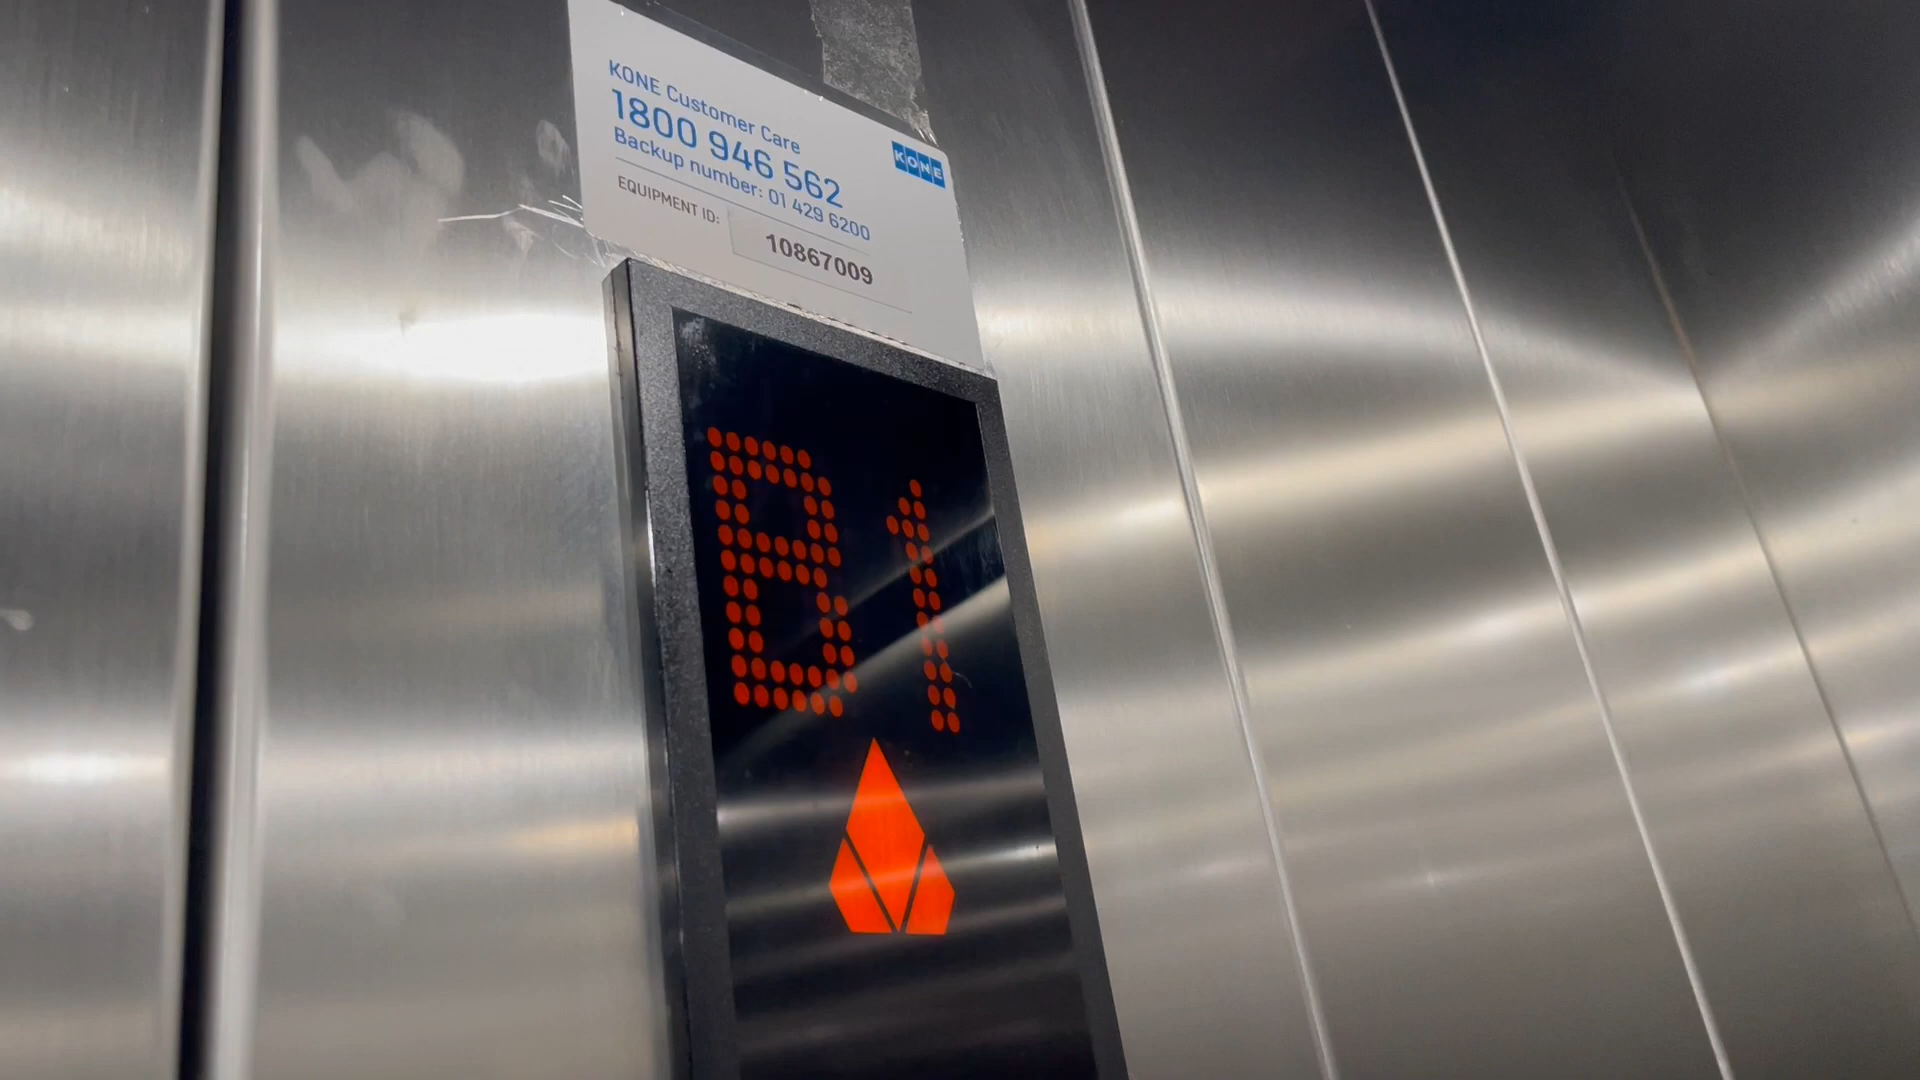 KONE Customer Care
1800 946 562
Backup number: 01 429 6200
KONE
EQUIPMENT ID:
10867009
B1